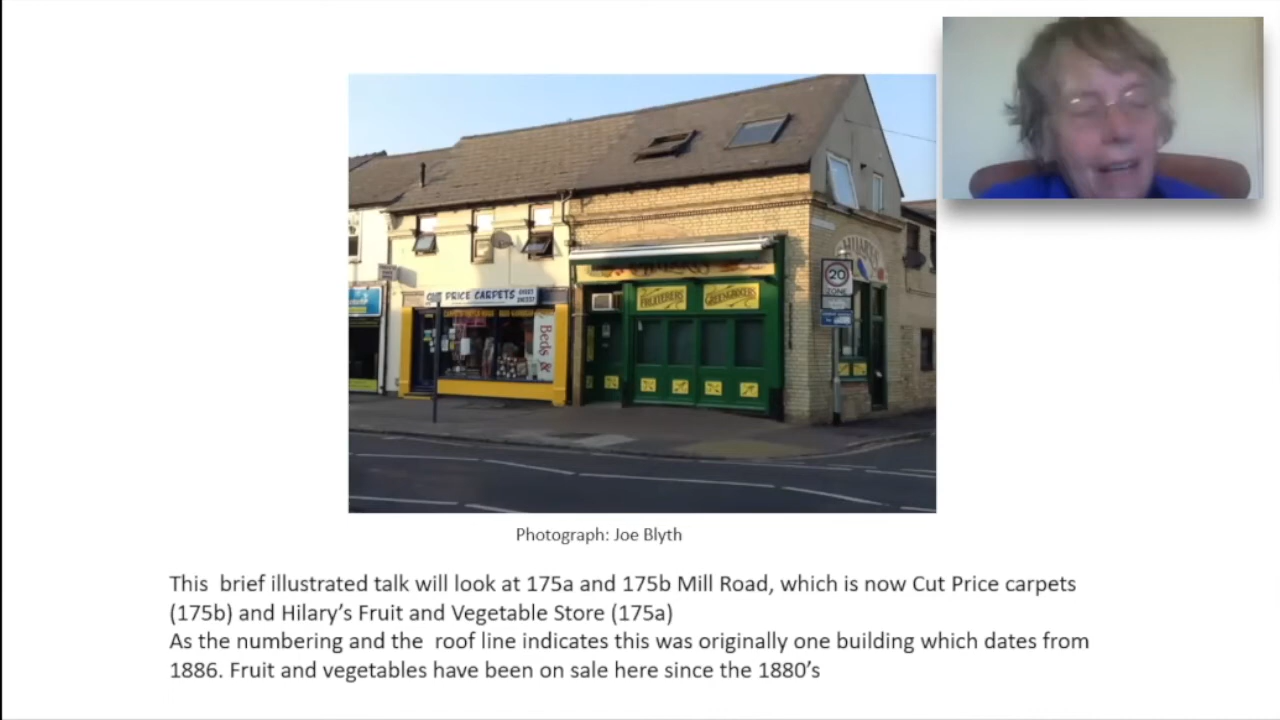 CUT PRICE CARPETS
Beds &
FRUITERERS
GREENGROCERS
HILARY'S
20
ZONE
Photograph: Joe Blyth
This  brief illustrated talk will look at 175a and 175b Mill Road, which is now Cut Price carpets
(175b) and Hilary’s Fruit and Vegetable Store (175a)
As the numbering and the  roof line indicates this was originally one building which dates from
1886. Fruit and vegetables have been on sale here since the 1880’s